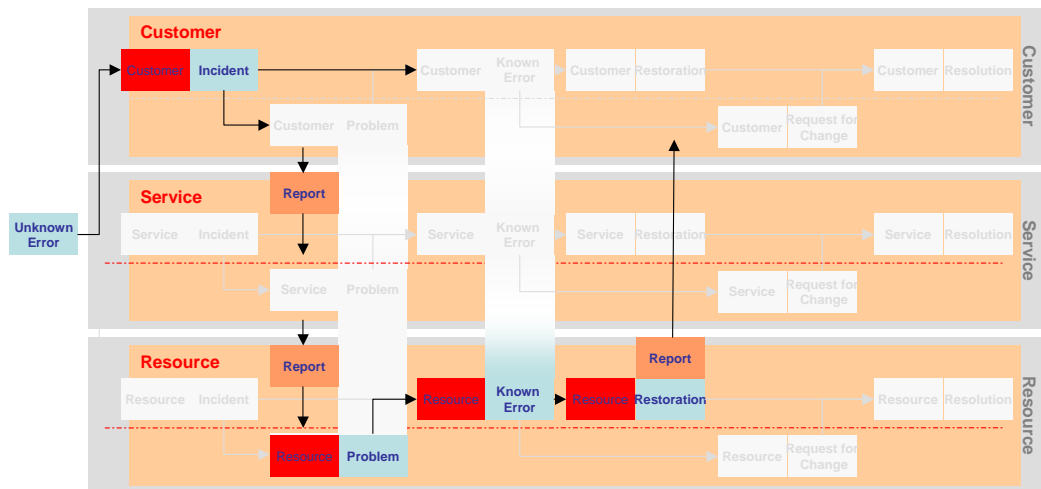 Customer
Customer Incident
Customer Known Error
Customer Restoration
Customer Resolution
Customer Problem
Customer Request for Change
Customer
Report
Service
Unknown Error
Service Incident
Service Known Error
Service Restoration
Service Resolution
Service Problem
Service Request for Change
Service
Report
Report
Resource
Resource Incident
Resource Known Error
Resource Restoration
Resource Resolution
Resource Problem
Resource Request for Change
Resource